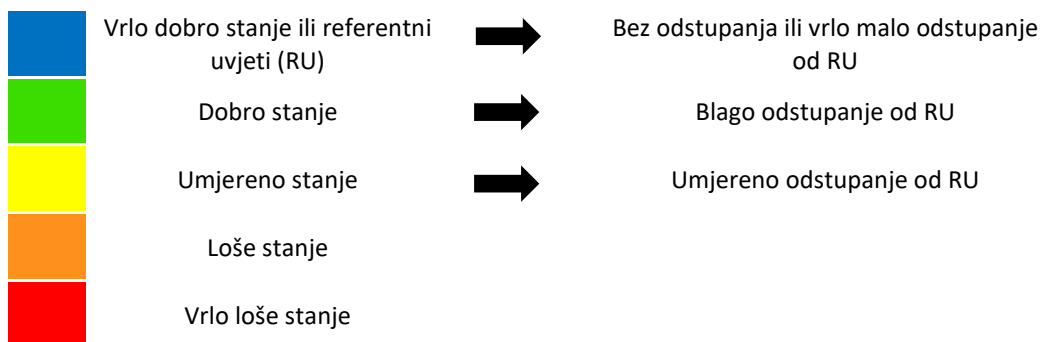 Vrlo dobro stanje ili referentni
uvjeti (RU)
Bez odstupanja ili vrlo malo odstupanje
od RU
Dobro stanje
Blago odstupanje od RU
Umjereno stanje
Umjereno odstupanje od RU
Loše stanje
Vrlo loše stanje